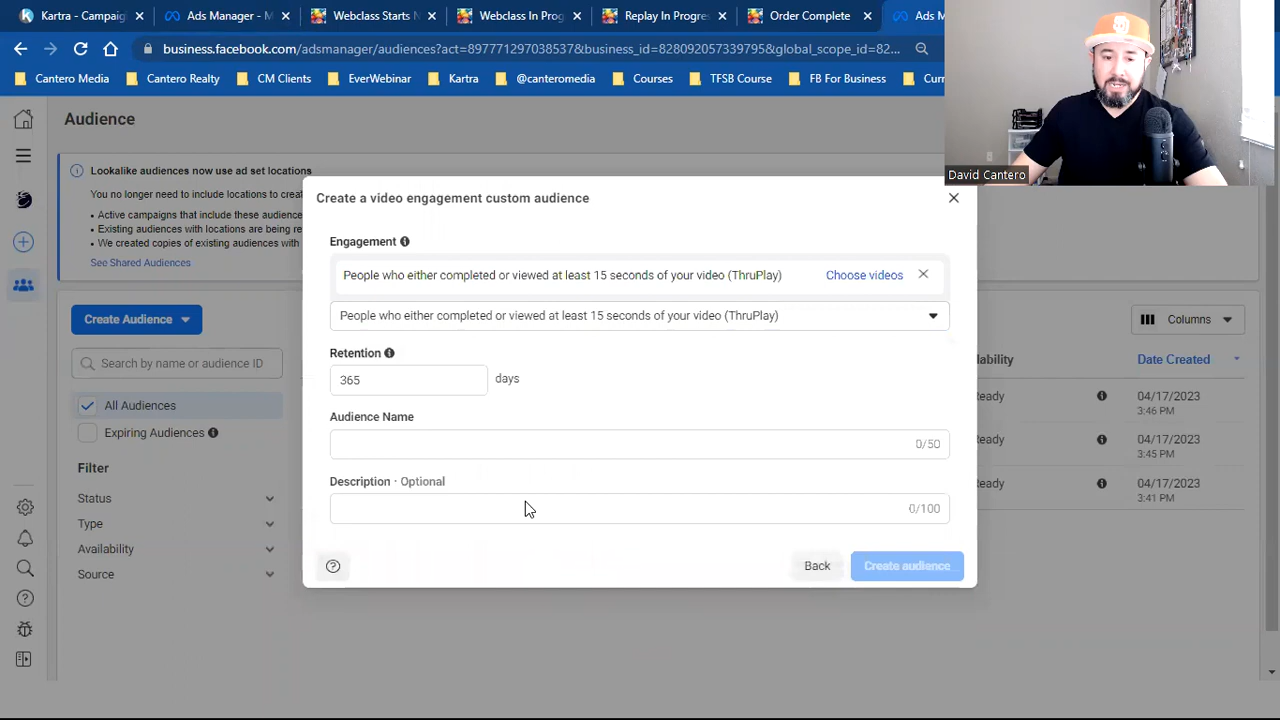 Kartra - Campaig
Ads Manager - M
Webclass Starts N
Webclass In Prog
Replay In Progre
Order Complete
Ads M
business.facebook.com/adsmanager/audiences?act=897771297038537&business_id=8280920573397958&global_scope_id=82...
Cantero Media
Cantero Realty
CM Clients
EverWebinar
Kartra
@canteromedia
Courses
TFSB Course
FB For Business
Curr
David Cantero
Audience
Lookalike audiences now use ad set locations
You no longer need to include locations to crea
• Active campaigns that include these audience
• Existing audiences with locations are being re
• We created copies of existing audiences with
See Shared Audiences
Create Audience
Columns
Search by name or audience ID
lability
Date Created
All Audiences
Ready
04/17/2023
3:46 PM
Expiring Audiences
Ready
04/17/2023
3:45 PM
Filter
Ready
04/17/2023
3:41 PM
Status
Type
Availability
Source
Create a video engagement custom audience
Engagement
People who either completed or viewed at least 15 seconds of your video (ThruPlay)
Choose videos
People who either completed or viewed at least 15 seconds of your video (ThruPlay)
Retention
365
days
Audience Name
0/50
Description · Optional
0/100
Back
Create audience